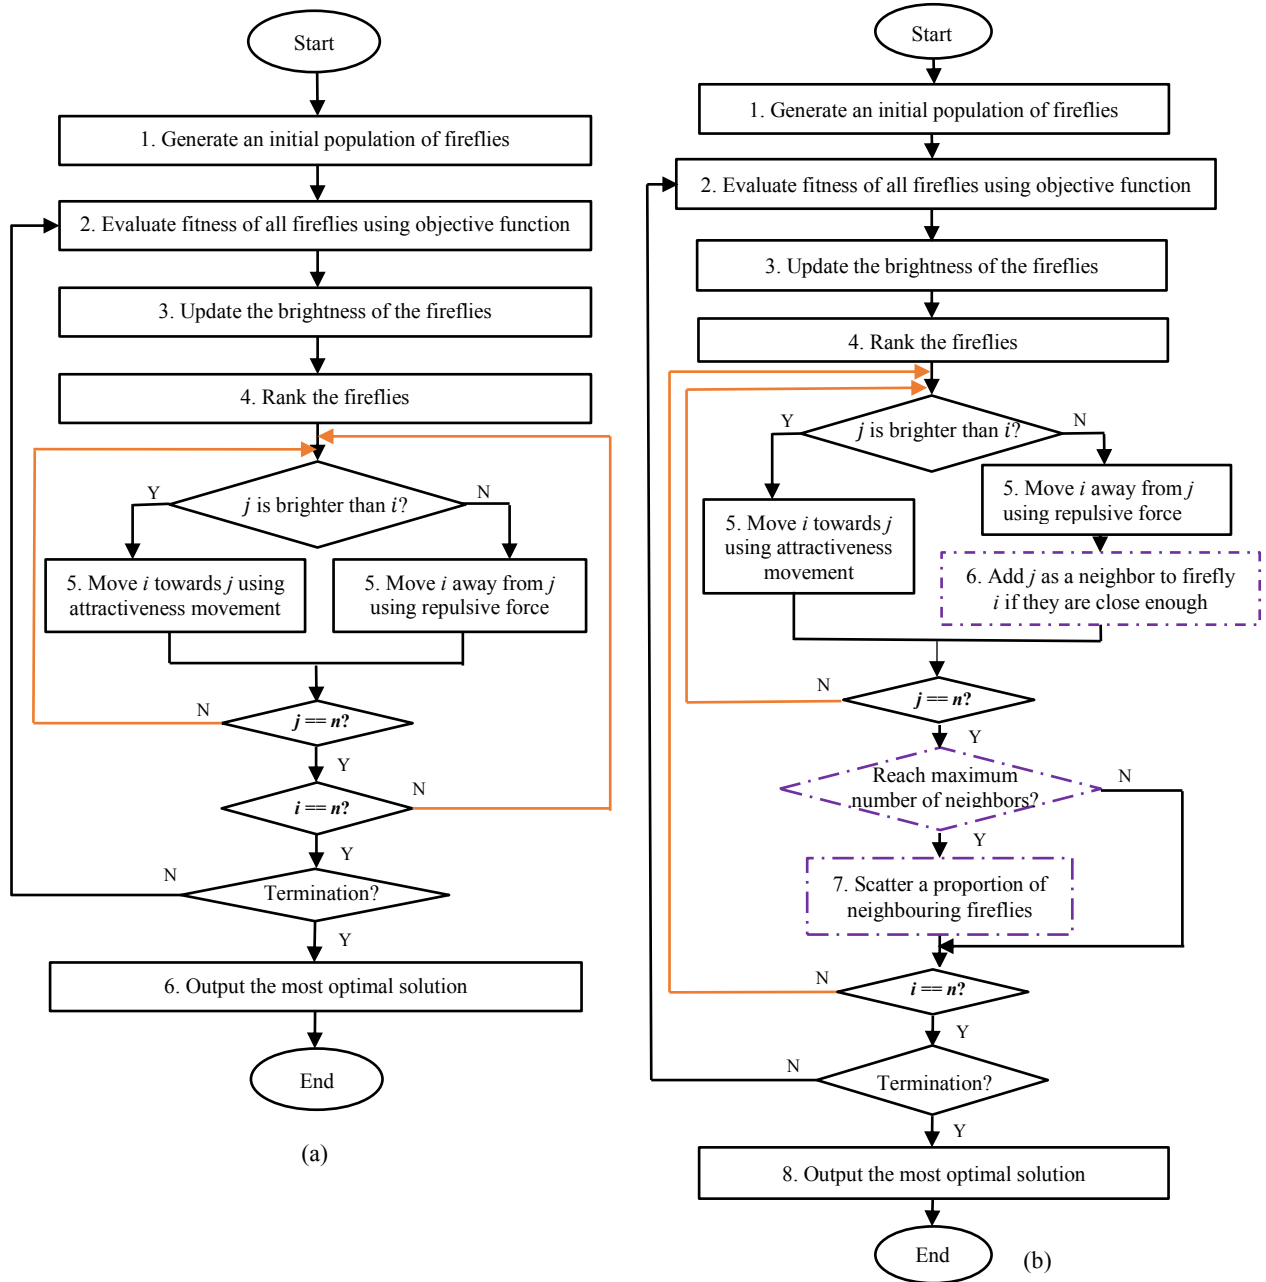 Start
1. Generate an initial population of fireflies
2. Evaluate fitness of all fireflies using objective function
3. Update the brightness of the fireflies
4. Rank the fireflies
j is brighter than i?
Y
N
5. Move i towards j using
attractiveness movement
5. Move i away from j
using repulsive force
j == n?
N
Y
i == n?
N
Y
Termination?
N
Y
6. Output the most optimal solution
End
(a)
Start
1. Generate an initial population of fireflies
2. Evaluate fitness of all fireflies using objective function
3. Update the brightness of the fireflies
4. Rank the fireflies
j is brighter than i?
Y
N
5. Move i towards j
using attractiveness
movement
5. Move i away from j
using repulsive force
6. Add j as a neighbor to firefly
i if they are close enough
j == n?
N
Y
Reach maximum
number of neighbors?
N
Y
7. Scatter a proportion of
neighbouring fireflies
i == n?
N
Y
Termination?
N
Y
8. Output the most optimal solution
End
(b)